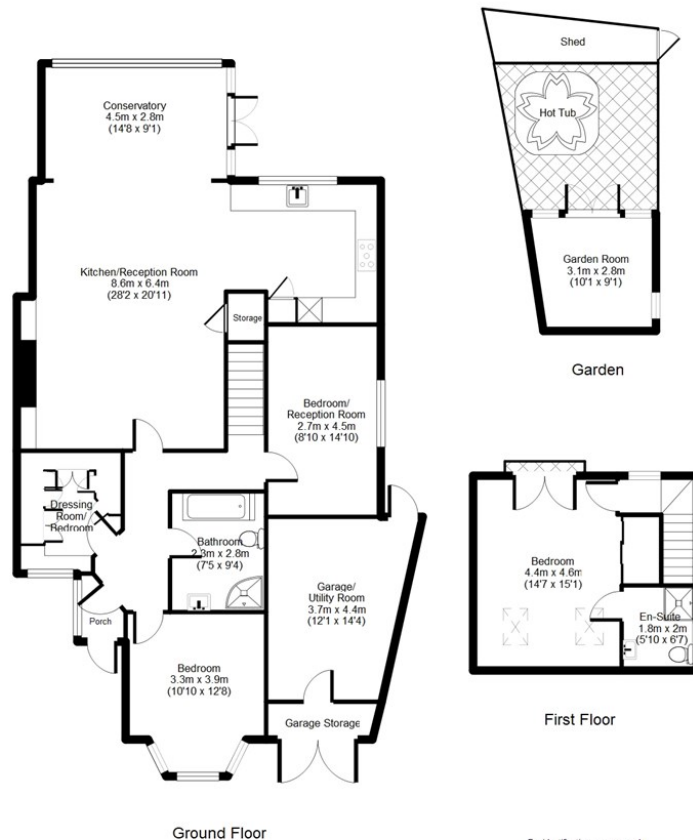 Shed
Hot Tub
Garden Room
3.1m x 2.8m
(10'1 x 9'1)
Garden
Conservatory
4.5m x 2.8m
(14'8 x 9'1)
Kitchen/Reception Room
8.6m x 6.4m
(28'2 x 20'11)
Storage
Bedroom/
Reception Room
2.7m x 4.5m
(8'10 x 14'10)
Dressing
Room/
Bedroom
Bathroom
2.3m x 2.8m
(7'5 x 9'4)
Garage/
Utility Room
3.7m x 4.4m
(12'1 x 14'4)
Porch
Bedroom
3.3m x 3.9m
(10'10 x 12'8)
Garage Storage
Ground Floor
Bedroom
4.4m x 4.6m
(14'7 x 15'1)
En-Suite
1.8m x 2m
(5'10 x 6'7)
First Floor